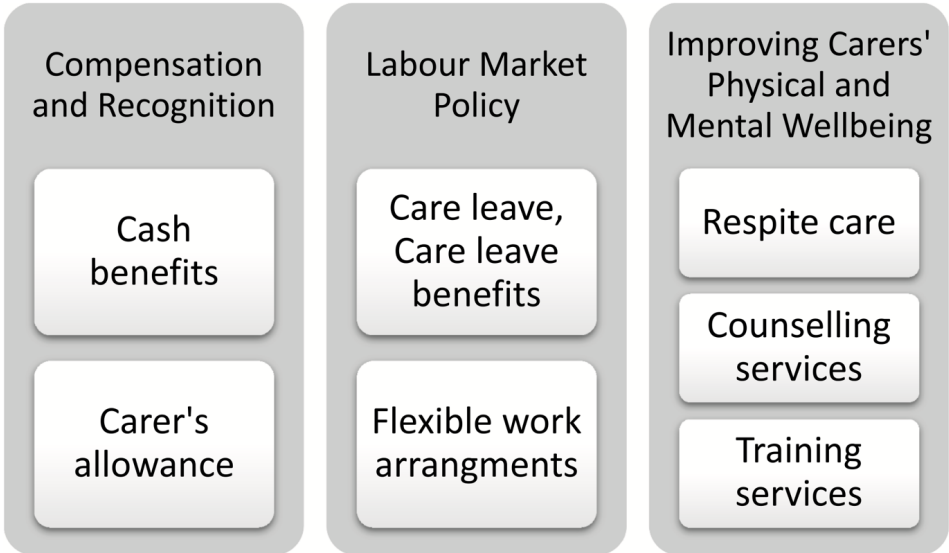 Compensation
and Recognition
Cash
benefits
Carer's
allowance
Labour Market
Policy
Care leave,
Care leave
benefits
Flexible work
arrangments
Improving Carers'
Physical and
Mental Wellbeing
Respite care
Counselling
services
Training
services